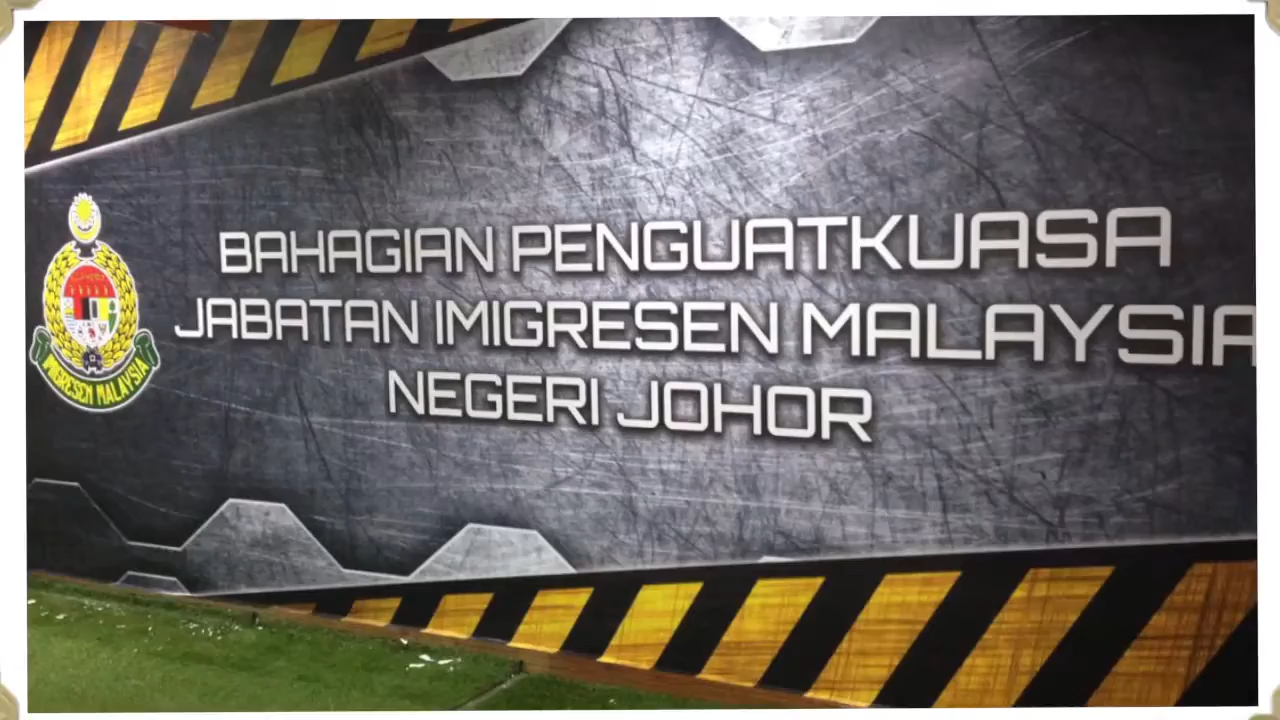 BAHAGIAN PENGUATKUASA
JABATAN IMIGRESEN MALAYSIA
NEGERI JOHOR
IMIGRESEN MALAYSIA